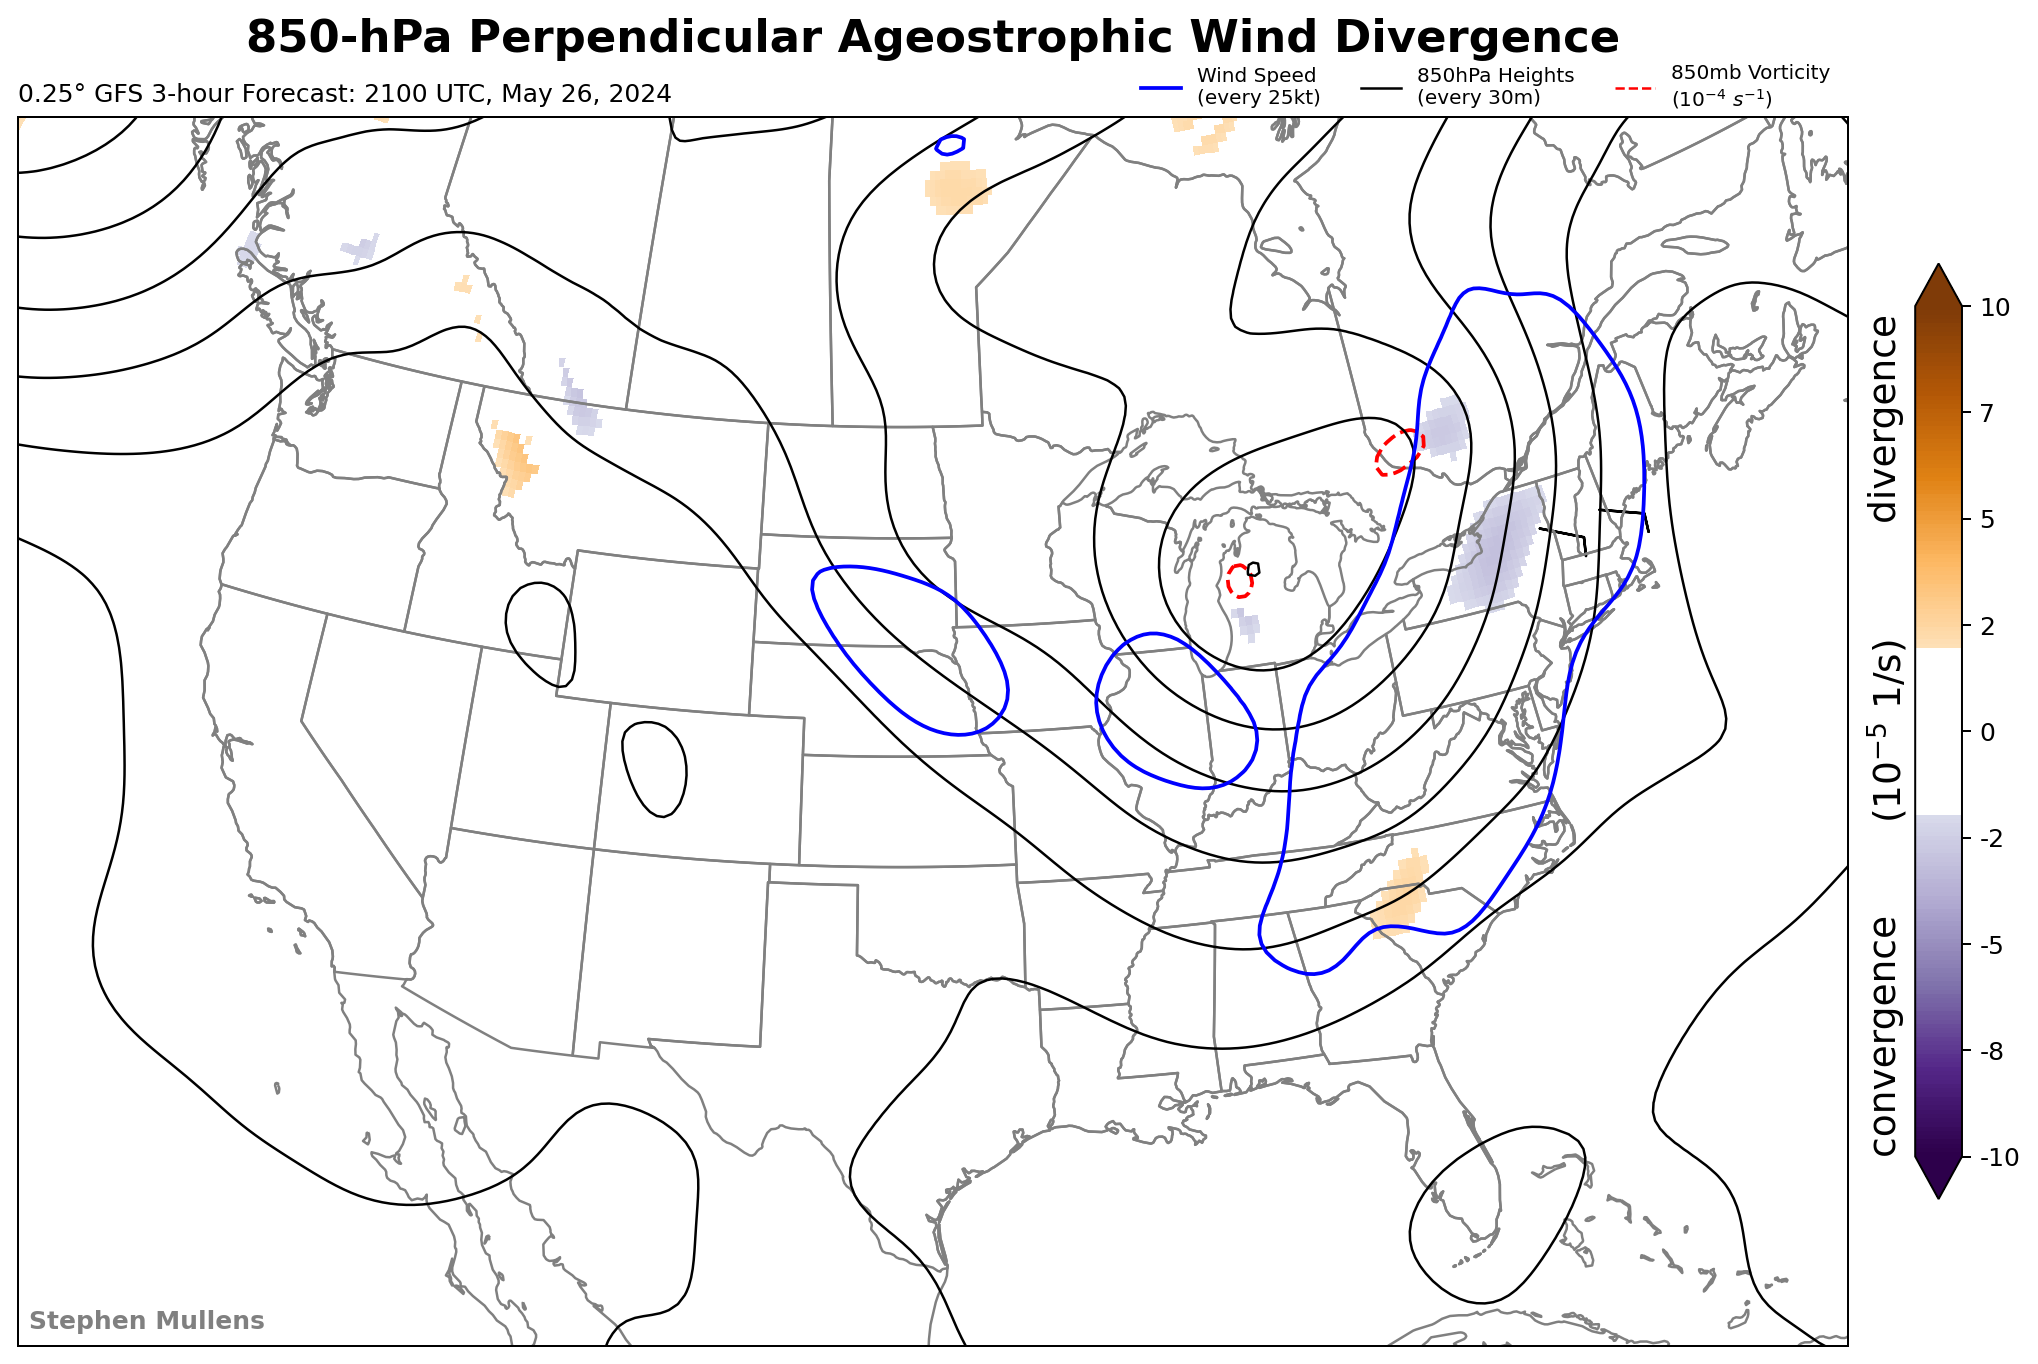 850-hPa Perpendicular Ageostrophic Wind Divergence
0.25° GFS 3-hour Forecast: 2100 UTC, May 26, 2024
Wind Speed
(every 25kt)
850hPa Heights
(every 30m)
850mb Vorticity
(10⁻⁴ s⁻¹)
10
7
5
2
0
-2
-5
-8
-10
convergence (10⁻⁵ 1/s) divergence
Stephen Mullens